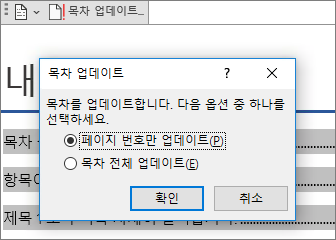 목차 업데이트...
내
목차 업데이트
목차를 업데이트합니다. 다음 옵션 중 하나를
선택하세요.
목차
페이지 번호만 업데이트(P)
목차 전체 업데이트(E)
확인 취소
제목